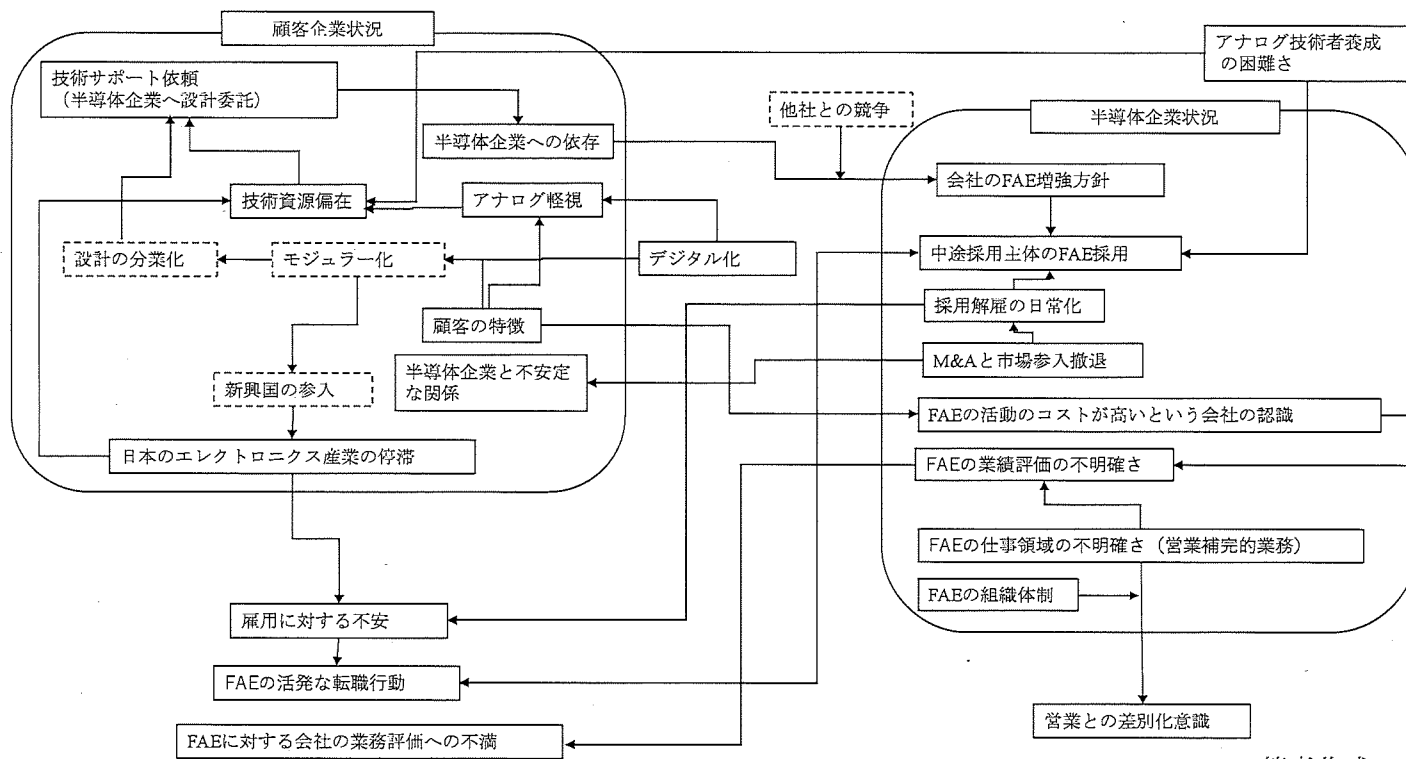 顧客企業状況
アナログ技術者養成
の困難さ
技術サポート依頼
(半導体企業へ設計委託)
他社との競争
半導体企業状況
半導体企業への依存
会社のFAE増強方針
技術資源偏在
アナログ軽視
設計の分業化
モジュラー化
デジタル化
中途採用主体のFAE採用
採用解雇の日常化
顧客の特徴
M&Aと市場参入撤退
半導体企業と不安定
な関係
新興国の参入
FAEの活動のコストが高いという会社の認識
日本のエレクトロニクス産業の停滞
FAEの業績評価の不明確さ
FAEの仕事領域の不明確さ(営業補完的業務)
FAEの組織体制
雇用に対する不安
FAEの活発な転職行動
営業との差別化意識
FAEに対する会社の業務評価への不満